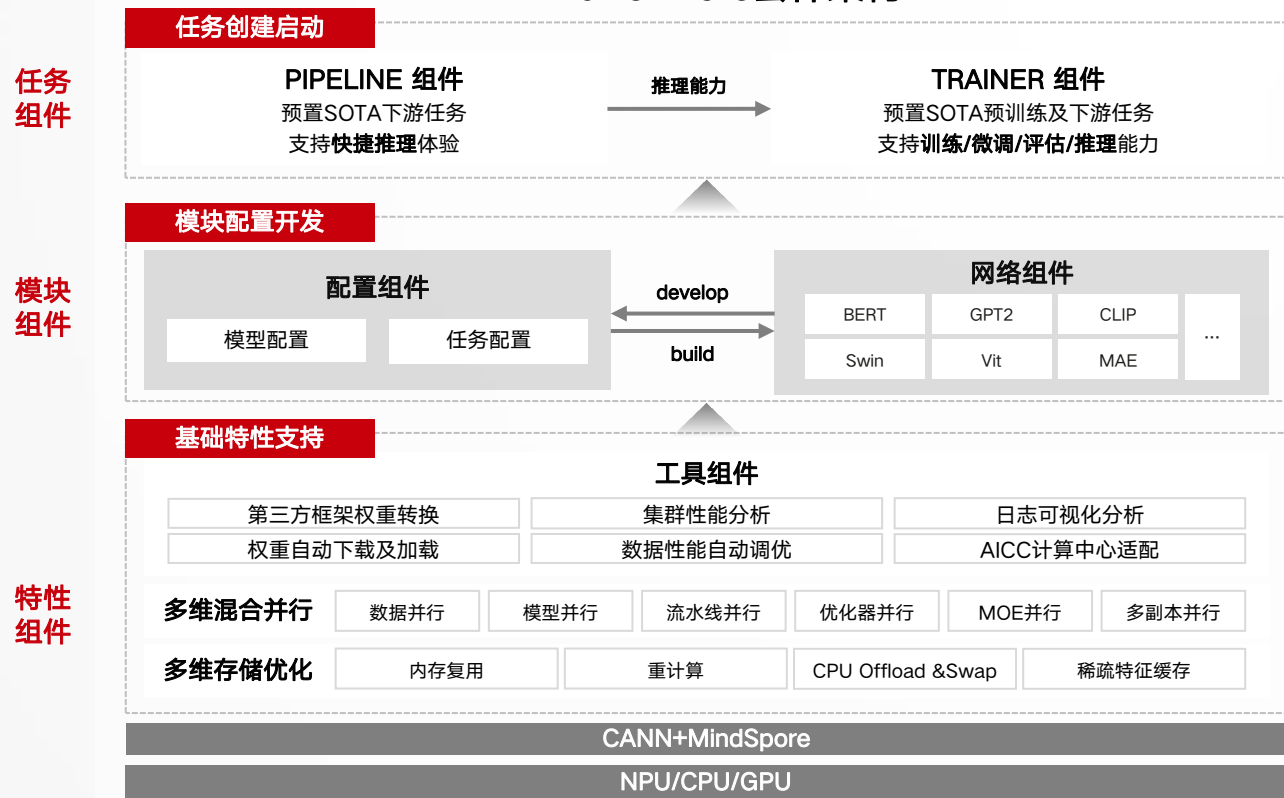 任务创建启动
任务
组件
PIPELINE 组件
预置SOTA下游任务
支持快捷推理体验
推理能力
TRAINER 组件
预置SOTA预训练及下游任务
支持训练/微调/评估/推理能力
模块配置开发
模块
组件
配置组件
模型配置
任务配置
develop
build
网络组件
BERT
GPT2
CLIP
...
Swin
Vit
MAE
基础特性支持
特性
组件
工具组件
第三方框架权重转换
集群性能分析
日志可视化分析
权重自动下载及加载
数据性能自动调优
AICC计算中心适配
多维混合并行
数据并行
模型并行
流水线并行
优化器并行
MOE并行
多副本并行
多维存储优化
内存复用
重计算
CPU Offload &Swap
稀疏特征缓存
CANN+MindSpore
NPU/CPU/GPU